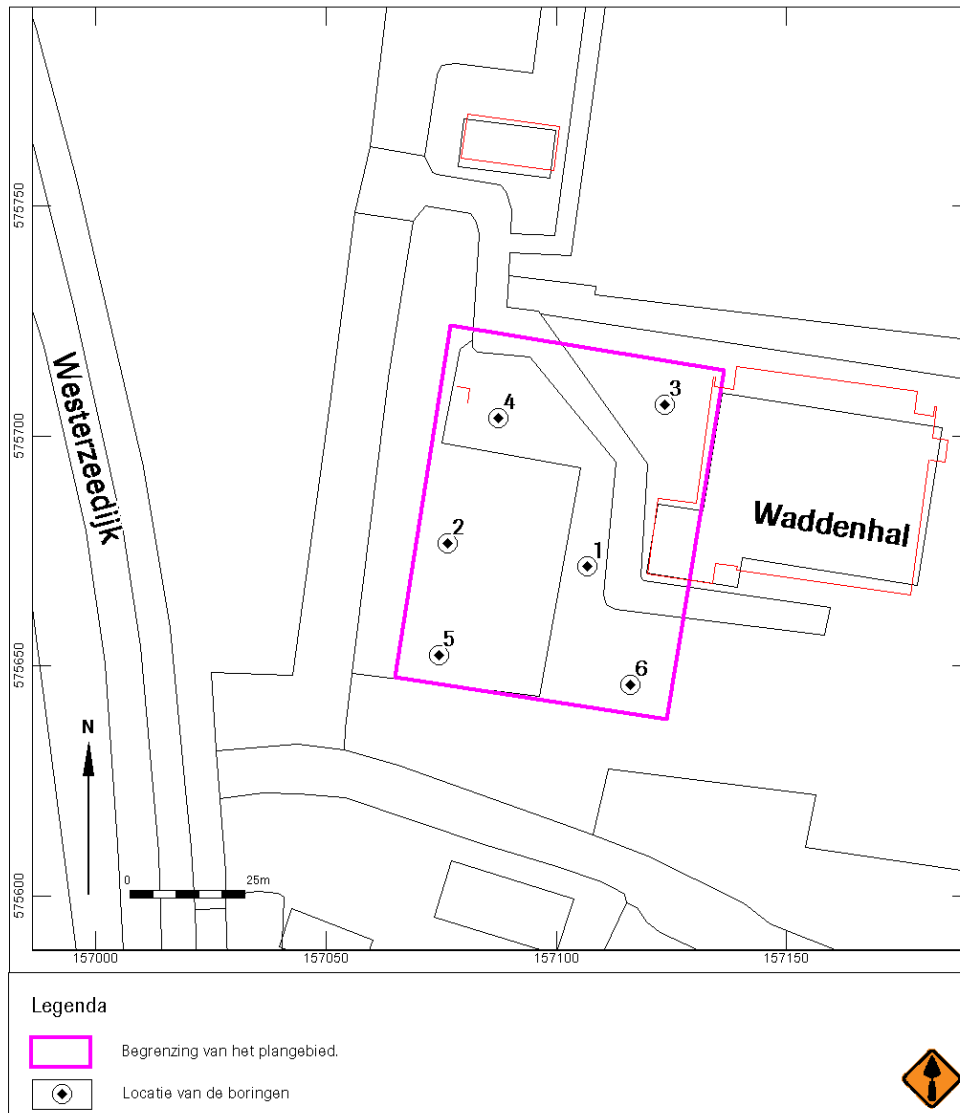 575750
575700
575650
575600
Westerzeedijk
3
4
2
1
Waddenhal
5
6
N
0
25m
157000
157050
157100
157150
Legenda
Begrenzing van het plangebied.
Locatie van de boringen